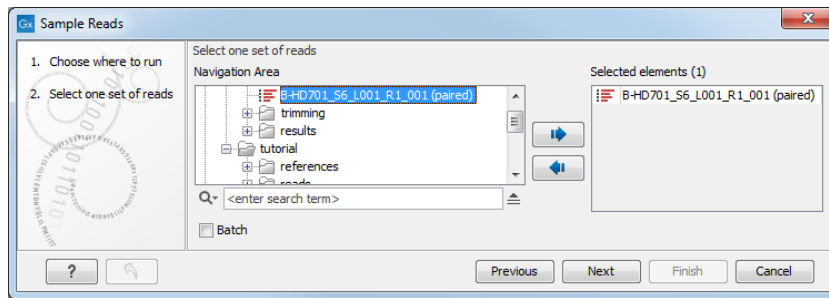 Gx Sample Reads
1. Choose where to run
2. Select one set of reads
Select one set of reads
Navigation Area
B-HD701_S6_L001_R1_001 (paired)
trimming
results
tutorial
references
reads
<enter search term>
Batch
Selected elements (1)
B-HD701_S6_L001_R1_001 (paired)
?
Previous
Next
Finish
Cancel